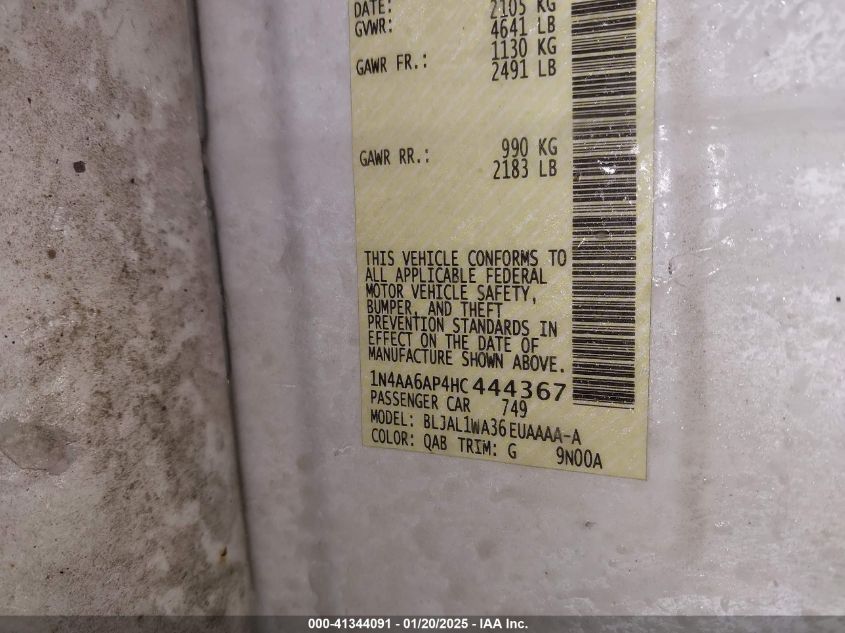 DATE: 2105 KG
GVWR: 4641 LB
1130 KG
GAWR FR.: 2491 LB
990 KG
GAWR RR.: 2183 LB
THIS VEHICLE CONFORMS TO
ALL APPLICABLE FEDERAL
MOTOR VEHICLE SAFETY,
BUMPER, AND THEFT
PREVENTION STANDARDS IN
EFFECT ON THE DATE OF
MANUFACTURE SHOWN ABOVE.
1N4AA6AP4HC444367
PASSENGER CAR 749
MODEL: BLJAL1WA36EUAAAA-A
COLOR: QAB TRIM: G 9N00A
000-41344091 - 01/20/2025 - IAA Inc.